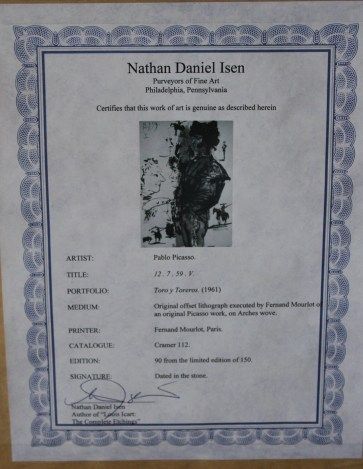 Nathan Daniel Isen
Purveyors of Fine Art
Philadelphia, Pennsylvania
Certifies that this work of art is genuine as described herein
ARTIST: Pablo Picasso.
TITLE: 12. 7. 59. V.
PORTFOLIO: Toro y Toreros. (1961)
MEDIUM: Original offset lithograph executed by Fernand Mourlot o
an original Picasso work, on Arches wove.
PRINTER: Fernand Mourlot, Paris.
CATALOGUE: Cramer 112.
EDITION: 90 from the limited edition of 150.
SIGNATURE: Dated in the stone.
Nathan Daniel Isen
Author of "Louis Icart:
The Complete Etchings"